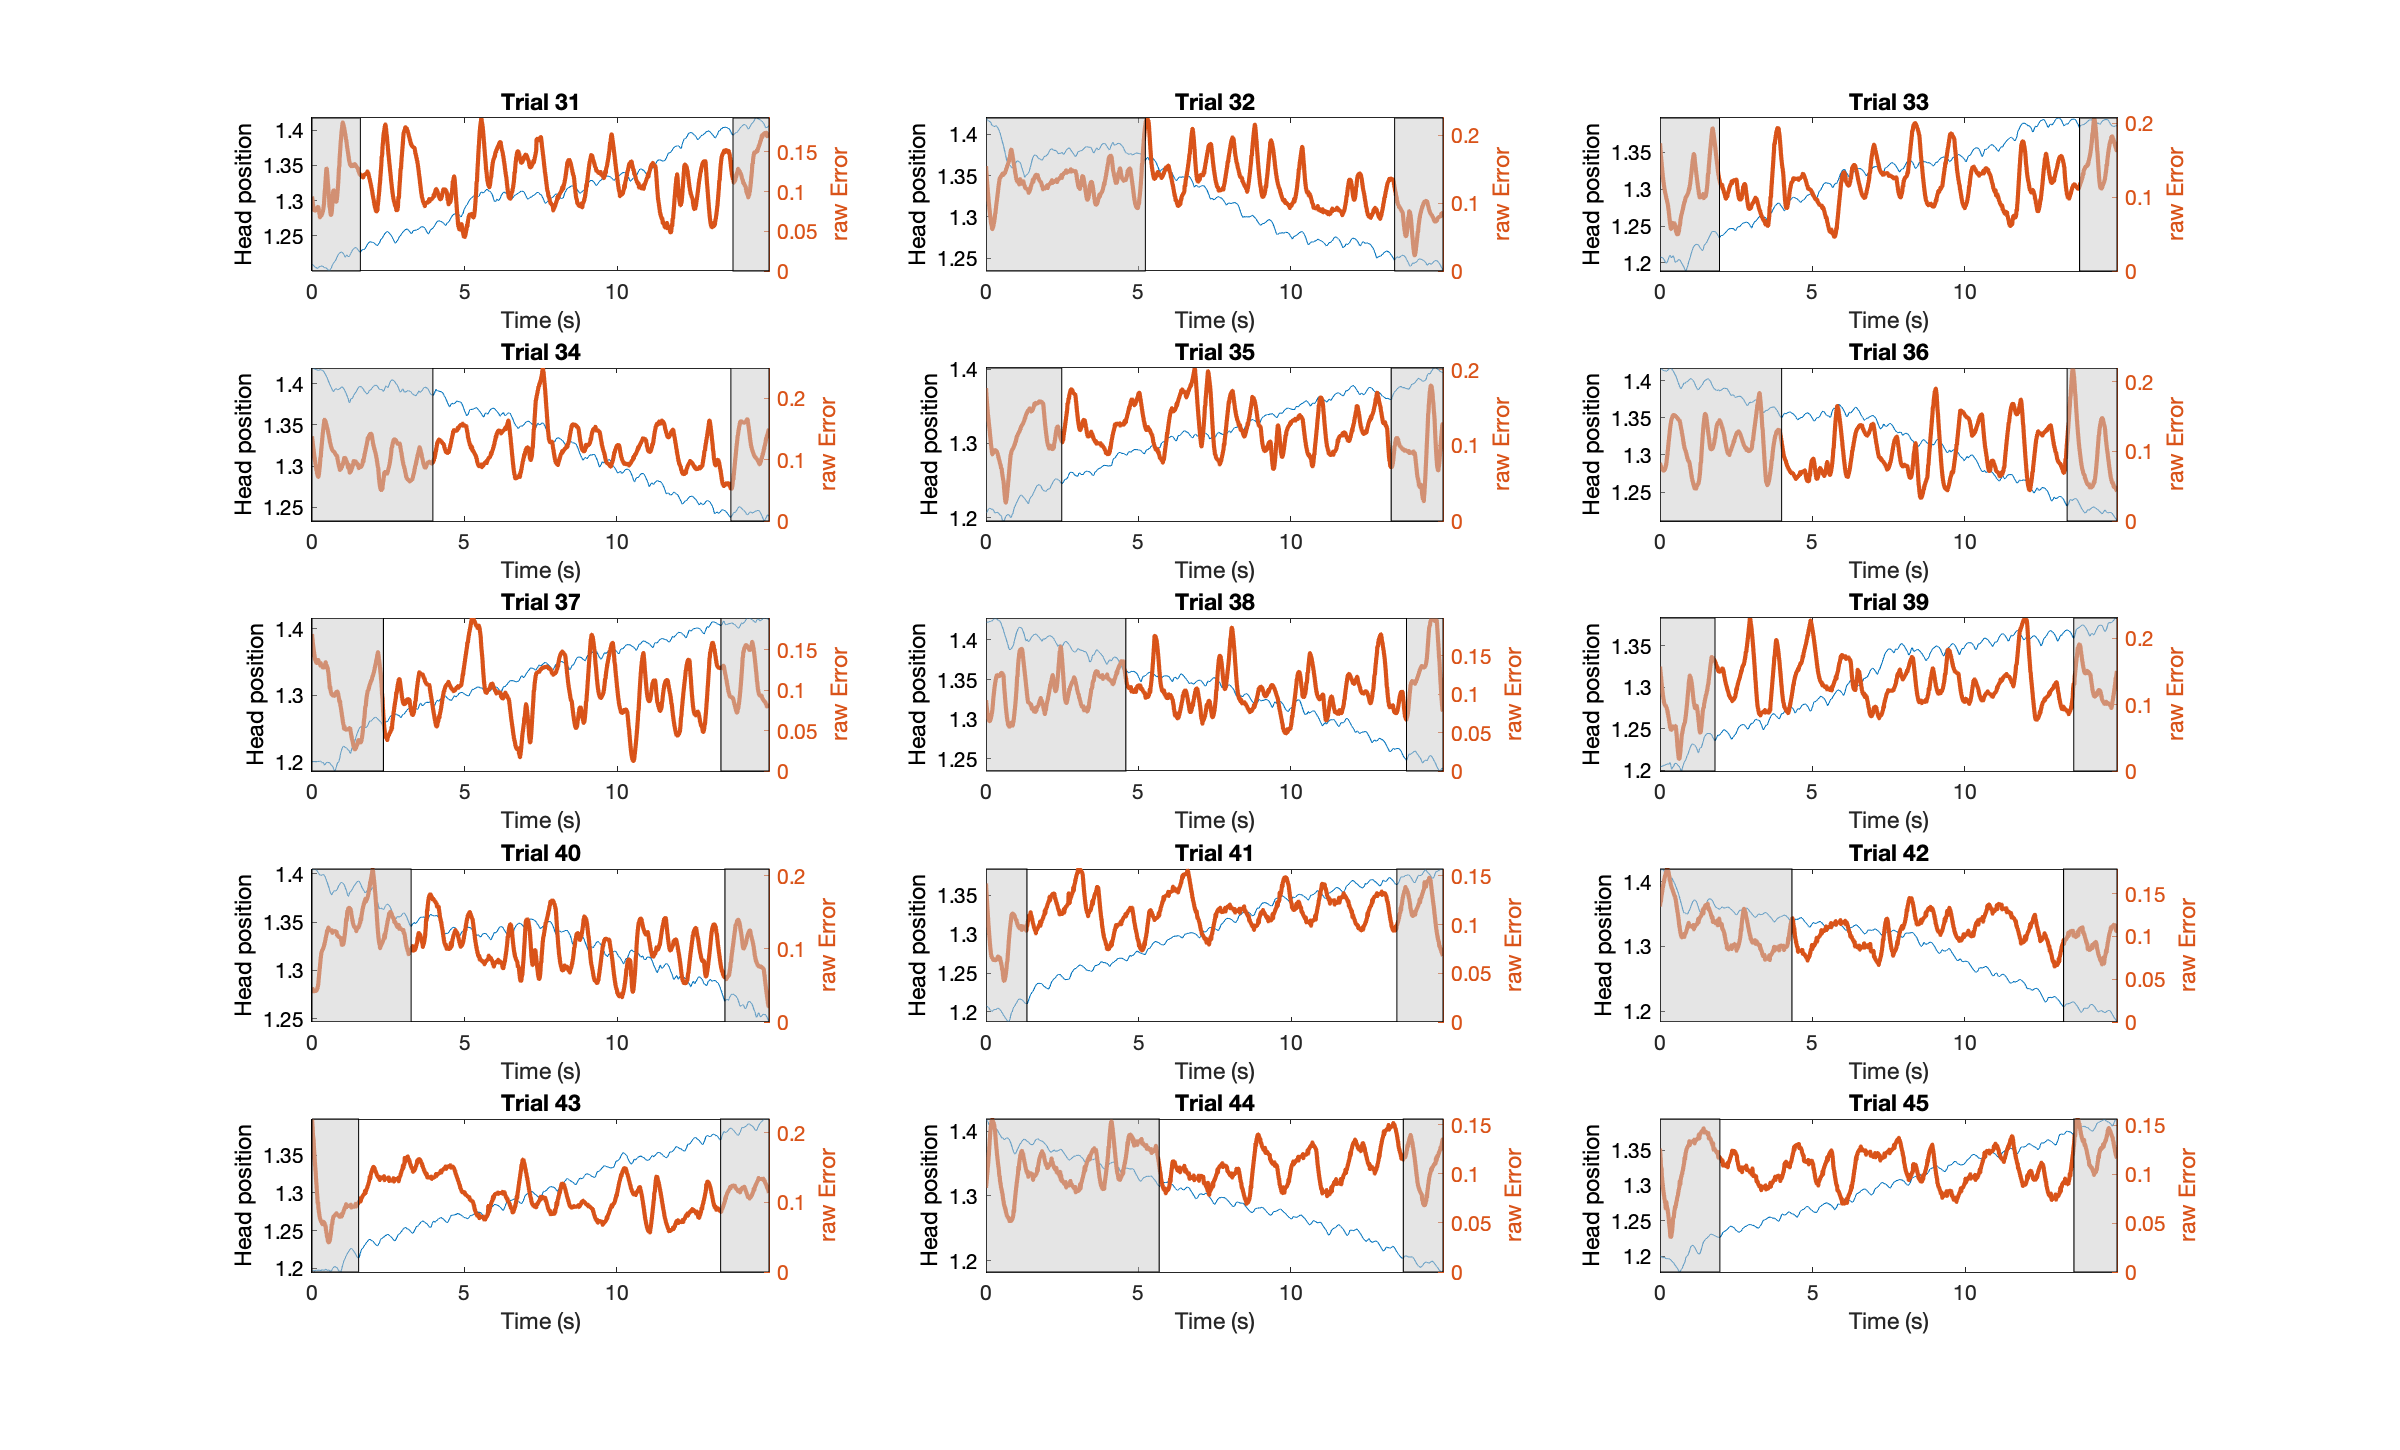 Trial 31
Head position
1.4
1.35
1.3
1.25
0.15
0.1
0.05
0
raw Error
0 5 10
Time (s)
Trial 32
Head position
1.4
1.35
1.3
1.25
0.2
0.1
0
raw Error
0 5 10
Time (s)
Trial 33
Head position
1.35
1.3
1.25
1.2
0.2
0.1
0
raw Error
0 5 10
Time (s)
Trial 34
Head position
1.4
1.35
1.3
1.25
0.2
0.1
0
raw Error
0 5 10
Time (s)
Trial 35
Head position
1.4
1.3
1.2
0.2
0.1
0
raw Error
0 5 10
Time (s)
Trial 36
Head position
1.4
1.35
1.3
1.25
0.2
0.1
0
raw Error
0 5 10
Time (s)
Trial 37
Head position
1.4
1.3
1.2
0.15
0.1
0.05
0
raw Error
0 5 10
Time (s)
Trial 38
Head position
1.4
1.35
1.3
1.25
0.15
0.1
0.05
0
raw Error
0 5 10
Time (s)
Trial 39
Head position
1.35
1.3
1.25
1.2
0.2
0.1
0
raw Error
0 5 10
Time (s)
Trial 40
Head position
1.4
1.35
1.3
1.25
0.2
0.1
0
raw Error
0 5 10
Time (s)
Trial 41
Head position
1.35
1.3
1.25
1.2
0.15
0.1
0.05
0
raw Error
0 5 10
Time (s)
Trial 42
Head position
1.4
1.3
1.2
0.15
0.1
0.05
0
raw Error
0 5 10
Time (s)
Trial 43
Head position
1.35
1.3
1.25
1.2
0.2
0.1
0
raw Error
0 5 10
Time (s)
Trial 44
Head position
1.4
1.3
1.2
0.15
0.1
0.05
0
raw Error
0 5 10
Time (s)
Trial 45
Head position
1.35
1.3
1.25
1.2
0.15
0.1
0.05
0
raw Error
0 5 10
Time (s)